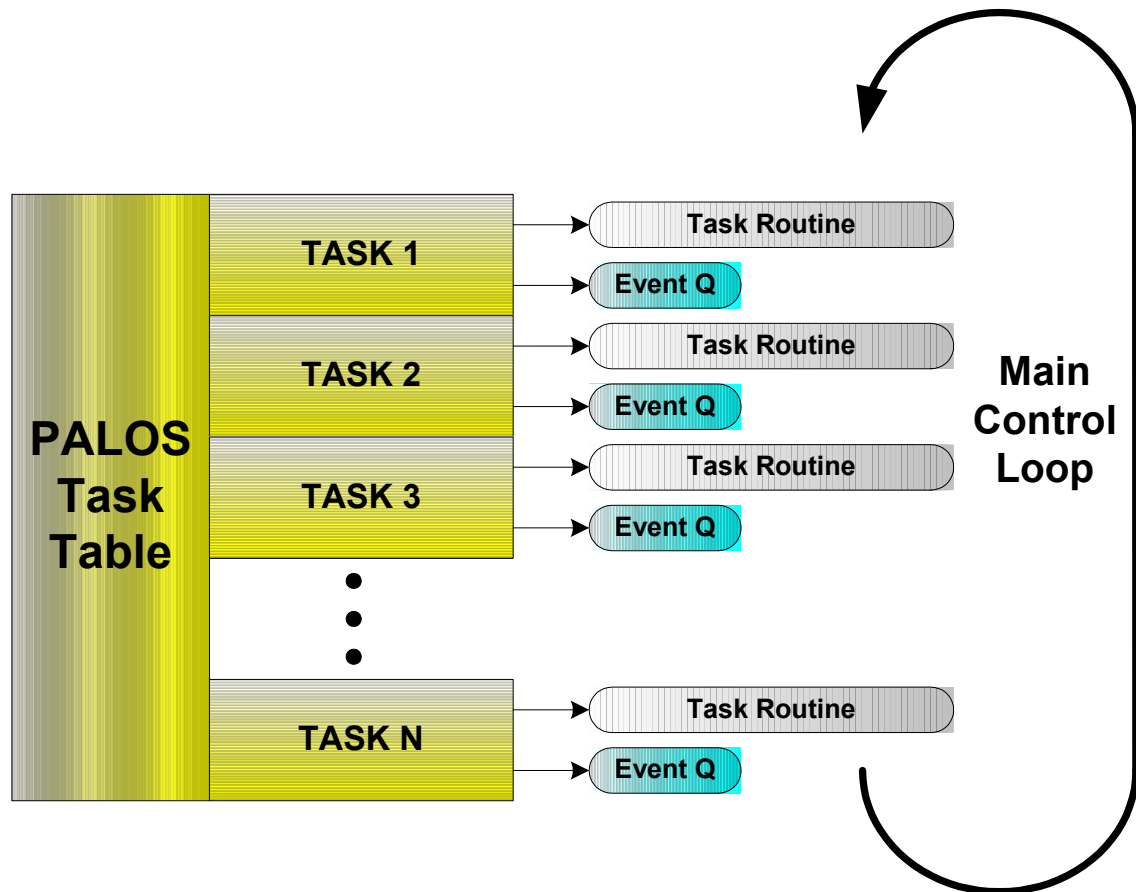 PALOS
Task
Table
TASK 1
Task Routine
Event Q
TASK 2
Task Routine
Event Q
TASK 3
Task Routine
Event Q
TASK N
Task Routine
Event Q
Main
Control
Loop